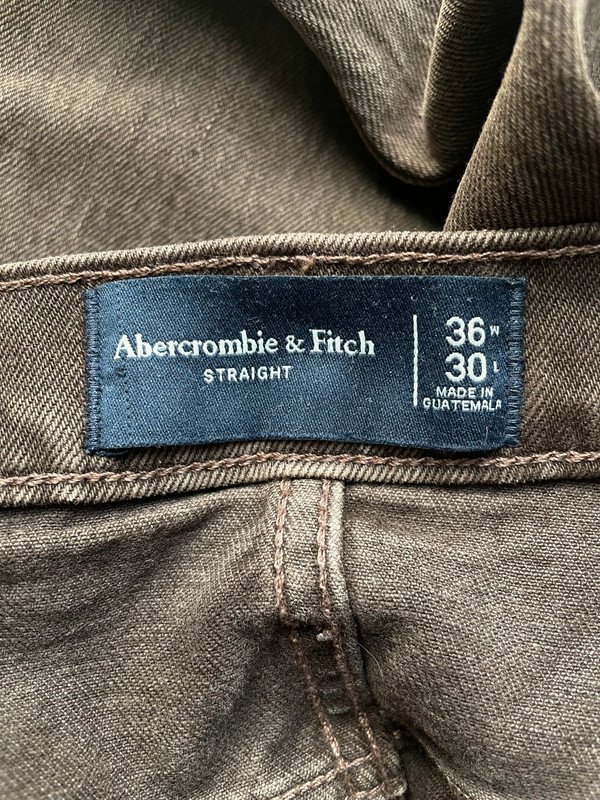 Abercrombie & Fitch
STRAIGHT
36 W
30 L
MADE IN
GUATEMALA